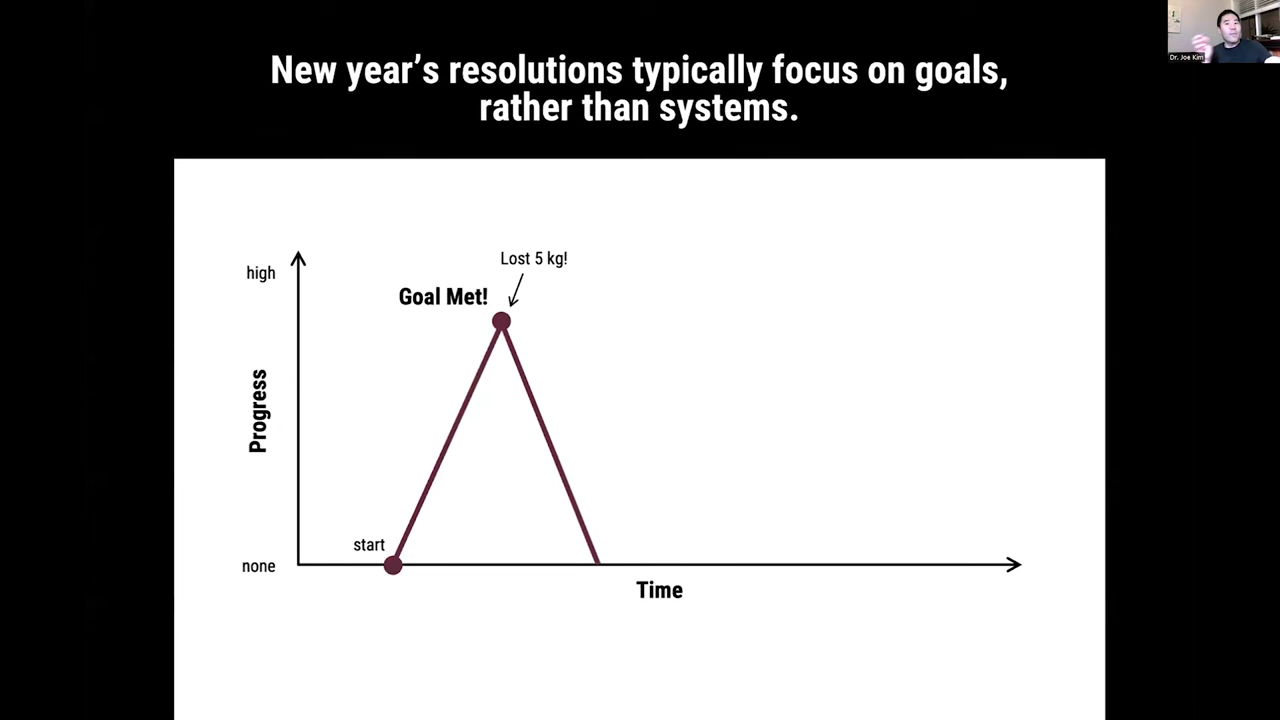 New year's resolutions typically focus on goals,
rather than systems.
Dr. Joe Kim
Lost 5 kg!
high
Goal Met!
Progress
start
none
Time